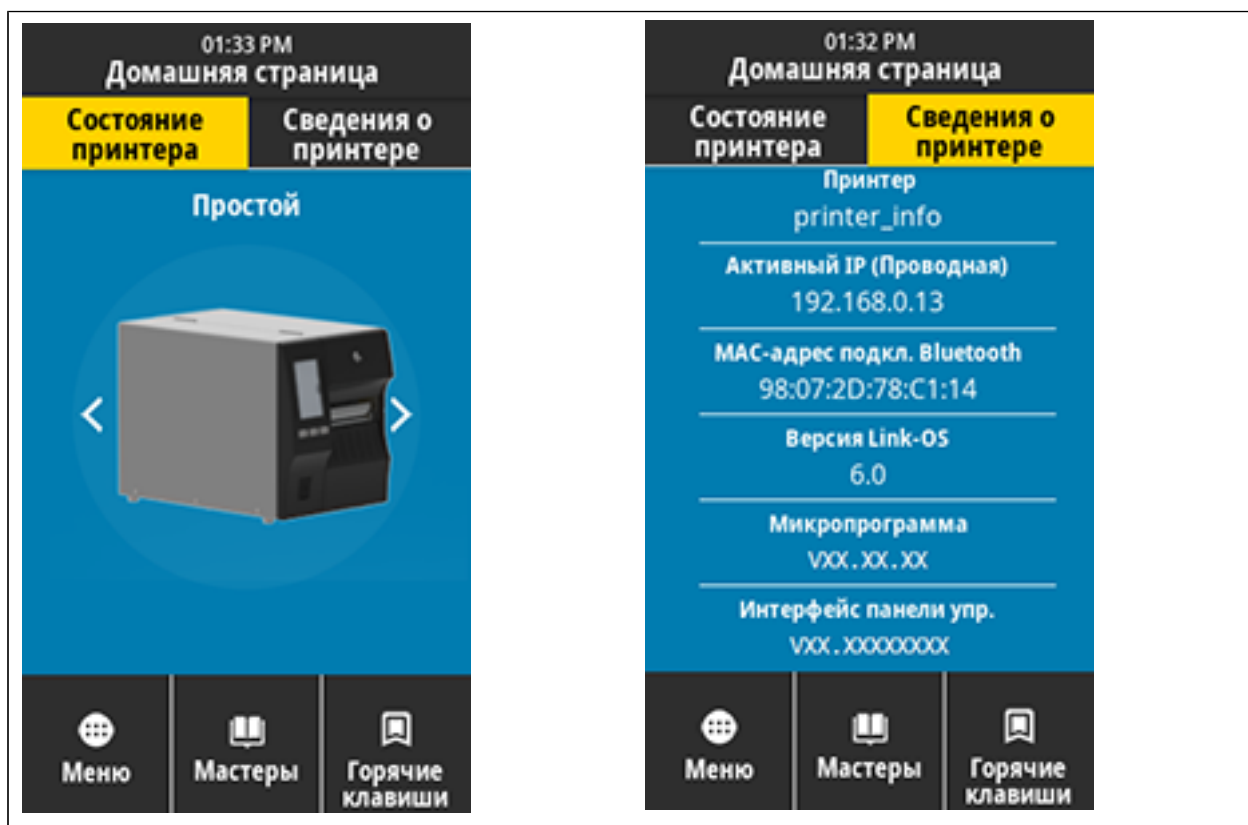 01:33 PM
Домашняя страница
Состояние
принтера
Сведения о
принтере
Простой
Меню
Мастеры
Горячие
клавиши
01:32 PM
Домашняя страница
Состояние
принтера
Сведения о
принтере
Принтер
printer_info
Активный IP (Проводная)
192.168.0.13
MAC-адрес подкл. Bluetooth
98:07:2D:78:C1:14
Версия Link-OS
6.0
Микропрограмма
VXX.XX.XX
Интерфейс панели упр.
VXX.XXXXXXXX
Меню
Мастеры
Горячие
клавиши